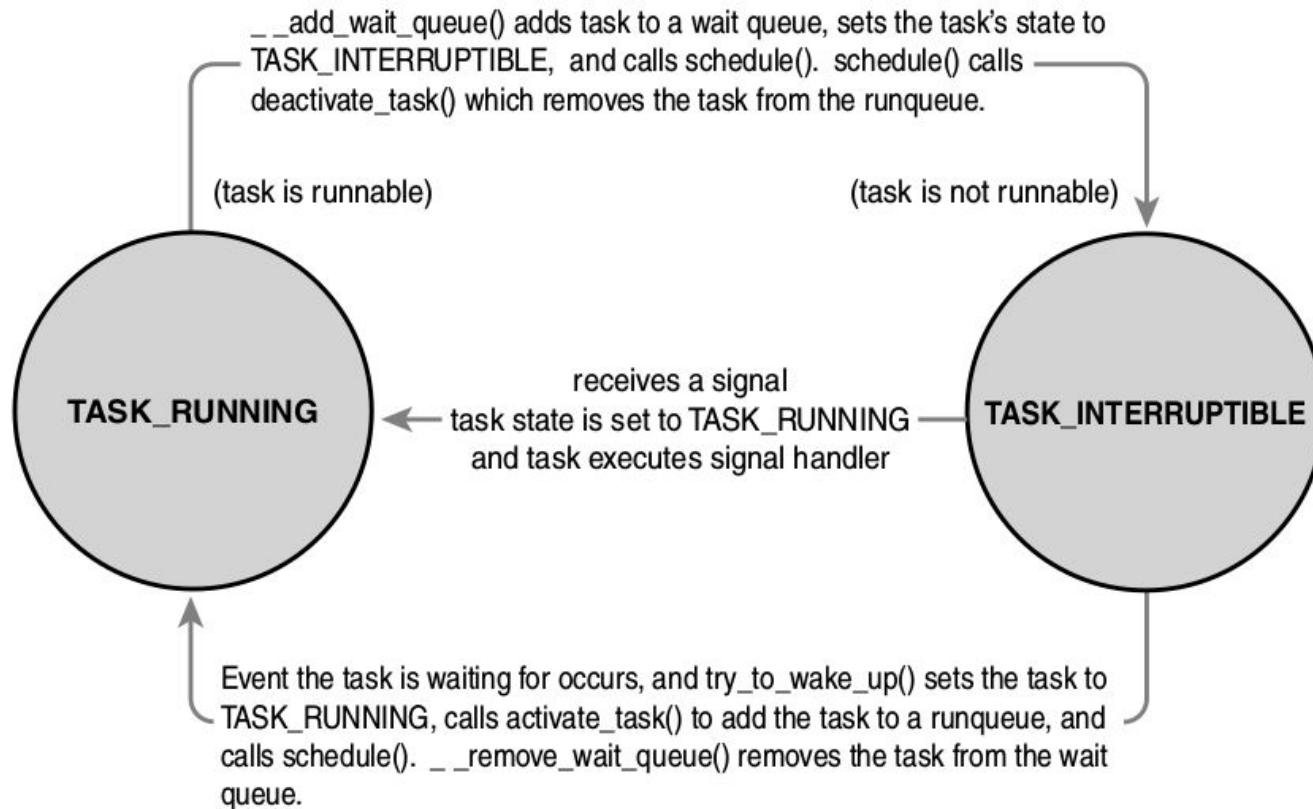 _ _add_wait_queue() adds task to a wait queue, sets the task’s state to
TASK_INTERRUPTIBLE, and calls schedule(). schedule() calls
deactivate_task() which removes the task from the runqueue.
(task is runnable)
(task is not runnable)
TASK_RUNNING
receives a signal
task state is set to TASK_RUNNING
and task executes signal handler
TASK_INTERRUPTIBLE
Event the task is waiting for occurs, and try_to_wake_up() sets the task to
TASK_RUNNING, calls activate_task() to add the task to a runqueue, and
calls schedule(). _ _remove_wait_queue() removes the task from the wait
queue.